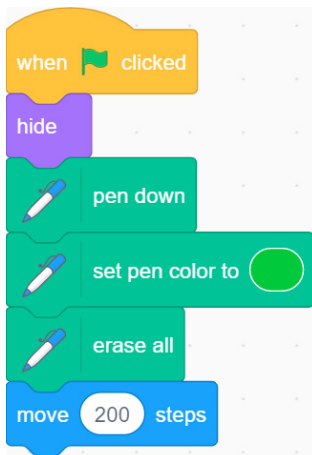 when clicked
hide
pen down
set pen color to
erase all
move 200 steps